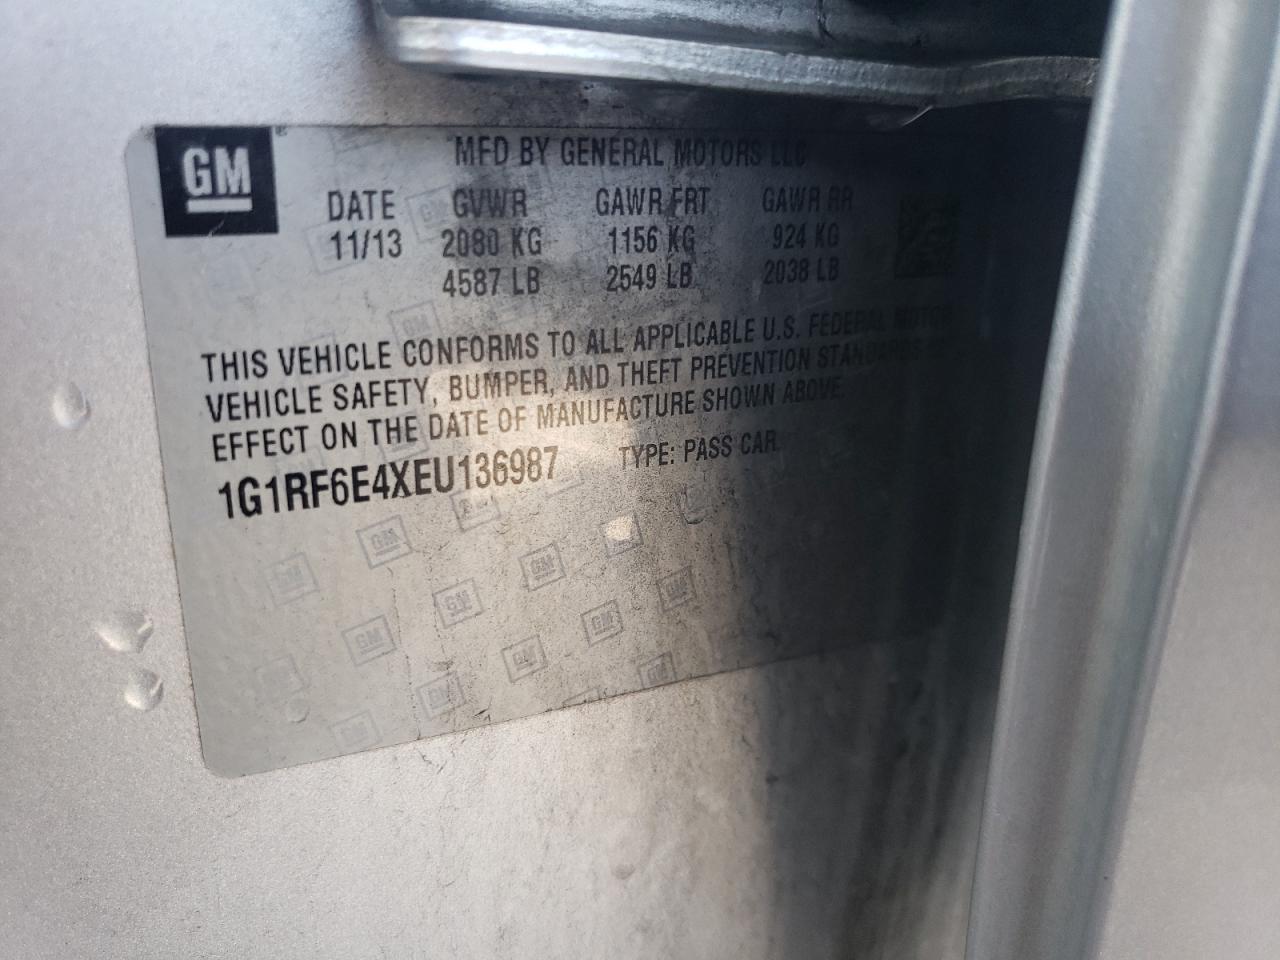 GM
MFD BY GENERAL MOTORS LLC
DATE GVWR GAWR FRT GAWR RR
11/13 2080 KG 1156 KG 924 KG
4587 LB 2549 LB 2038 LB
THIS VEHICLE CONFORMS TO ALL APPLICABLE U.S. FEDERAL MOTOR
VEHICLE SAFETY, BUMPER, AND THEFT PREVENTION STANDARDS
EFFECT ON THE DATE OF MANUFACTURE SHOWN ABOVE.
1G1RF6E4XEU136987 TYPE: PASS CAR